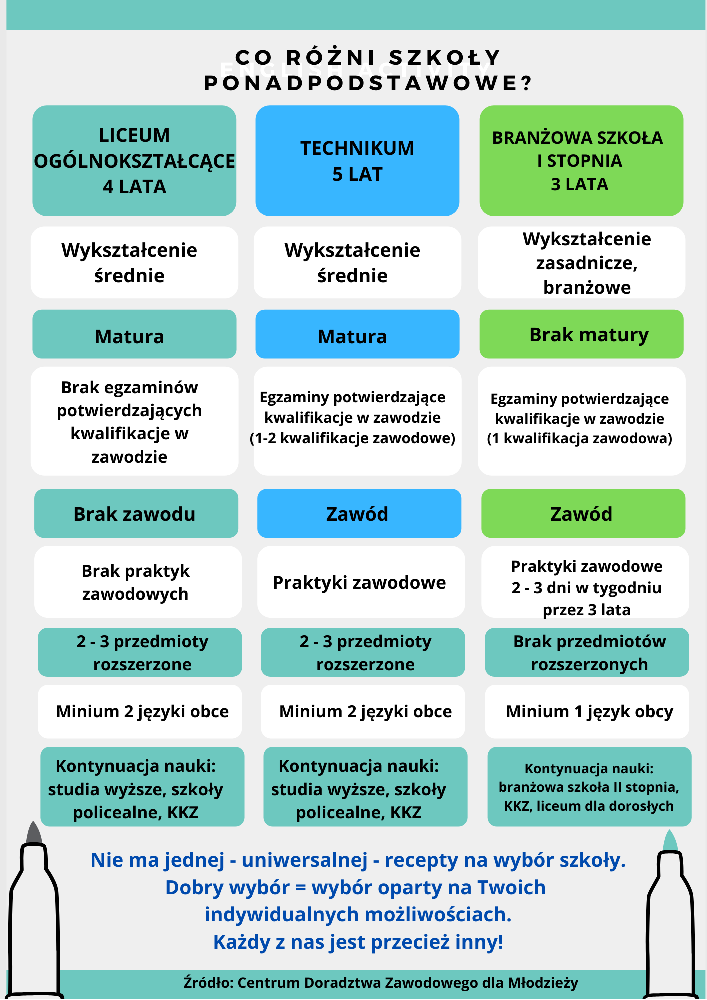 CO RÓŻNI SZKOŁY
ENGLISH ACTIVITY
PONADPODSTAWOWE?
LICEUM
OGÓLNOKSZTAŁCĄCE
4 LATA
TECHNIKUM
5 LAT
BRANŻOWA SZKOŁA
I STOPNIA
3 LATA
Wykształcenie
średnie
Wykształcenie
średnie
Wykształcenie
zasadnicze,
branżowe
Matura
Matura
Brak matury
Brak egzaminów
potwierdzających
kwalifikacje w
zawodzie
Egzaminy potwierdzające
kwalifikacje w zawodzie
(1-2 kwalifikacje zawodowe)
Egzaminy potwierdzające
kwalifikacje w zawodzie
(1 kwalifikacja zawodowa)
Brak zawodu
Zawód
Zawód
Brak praktyk
zawodowych
Praktyki zawodowe
Praktyki zawodowe
2 - 3 dni w tygodniu
przez 3 lata
2 - 3 przedmioty
rozszerzone
2 - 3 przedmioty
rozszerzone
Brak przedmiotów
rozszerzonych
Minium 2 języki obce
Minium 2 języki obce
Minium 1 język obcy
Kontynuacja nauki:
studia wyższe, szkoły
policealne, KKZ
Kontynuacja nauki:
studia wyższe, szkoły
policealne, KKZ
Kontynuacja nauki:
branżowa szkoła II stopnia,
KKZ, liceum dla dorosłych
Nie ma jednej - uniwersalnej - recepty na wybór szkoły.
Dobry wybór = wybór oparty na Twoich
indywidualnych możliwościach.
Każdy z nas jest przecież inny!
Źródło: Centrum Doradztwa Zawodowego dla Młodzieży